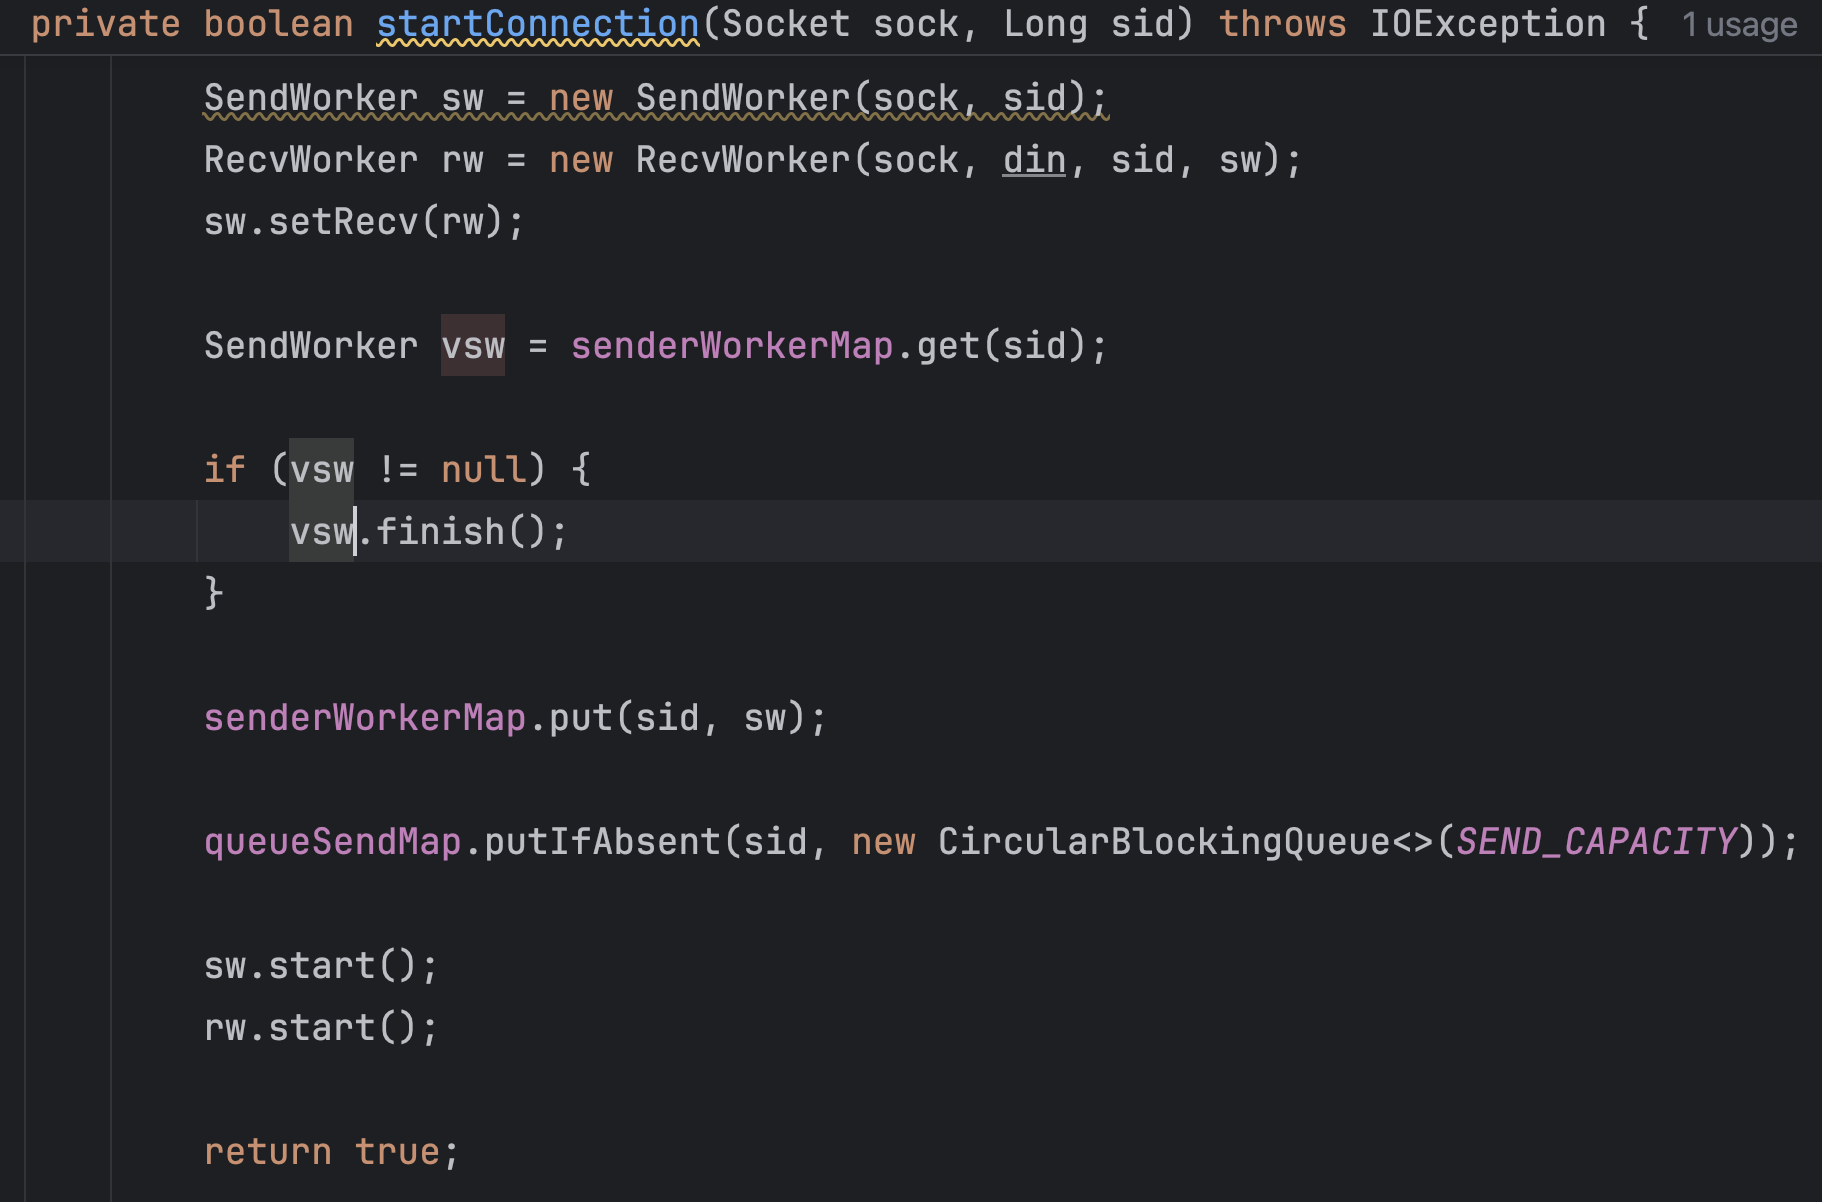 private boolean startConnection(Socket sock, Long sid) throws IOException { 1 usage
SendWorker sw = new SendWorker(sock, sid);
RecvWorker rw = new RecvWorker(sock, din, sid, sw);
sw.setRecv(rw);
SendWorker vsw = senderWorkerMap.get(sid);
if (vsw != null) {
vsw.finish();
}
senderWorkerMap.put(sid, sw);
queueSendMap.putIfAbsent(sid, new CircularBlockingQueue<>(SEND_CAPACITY));
sw.start();
rw.start();
return true;